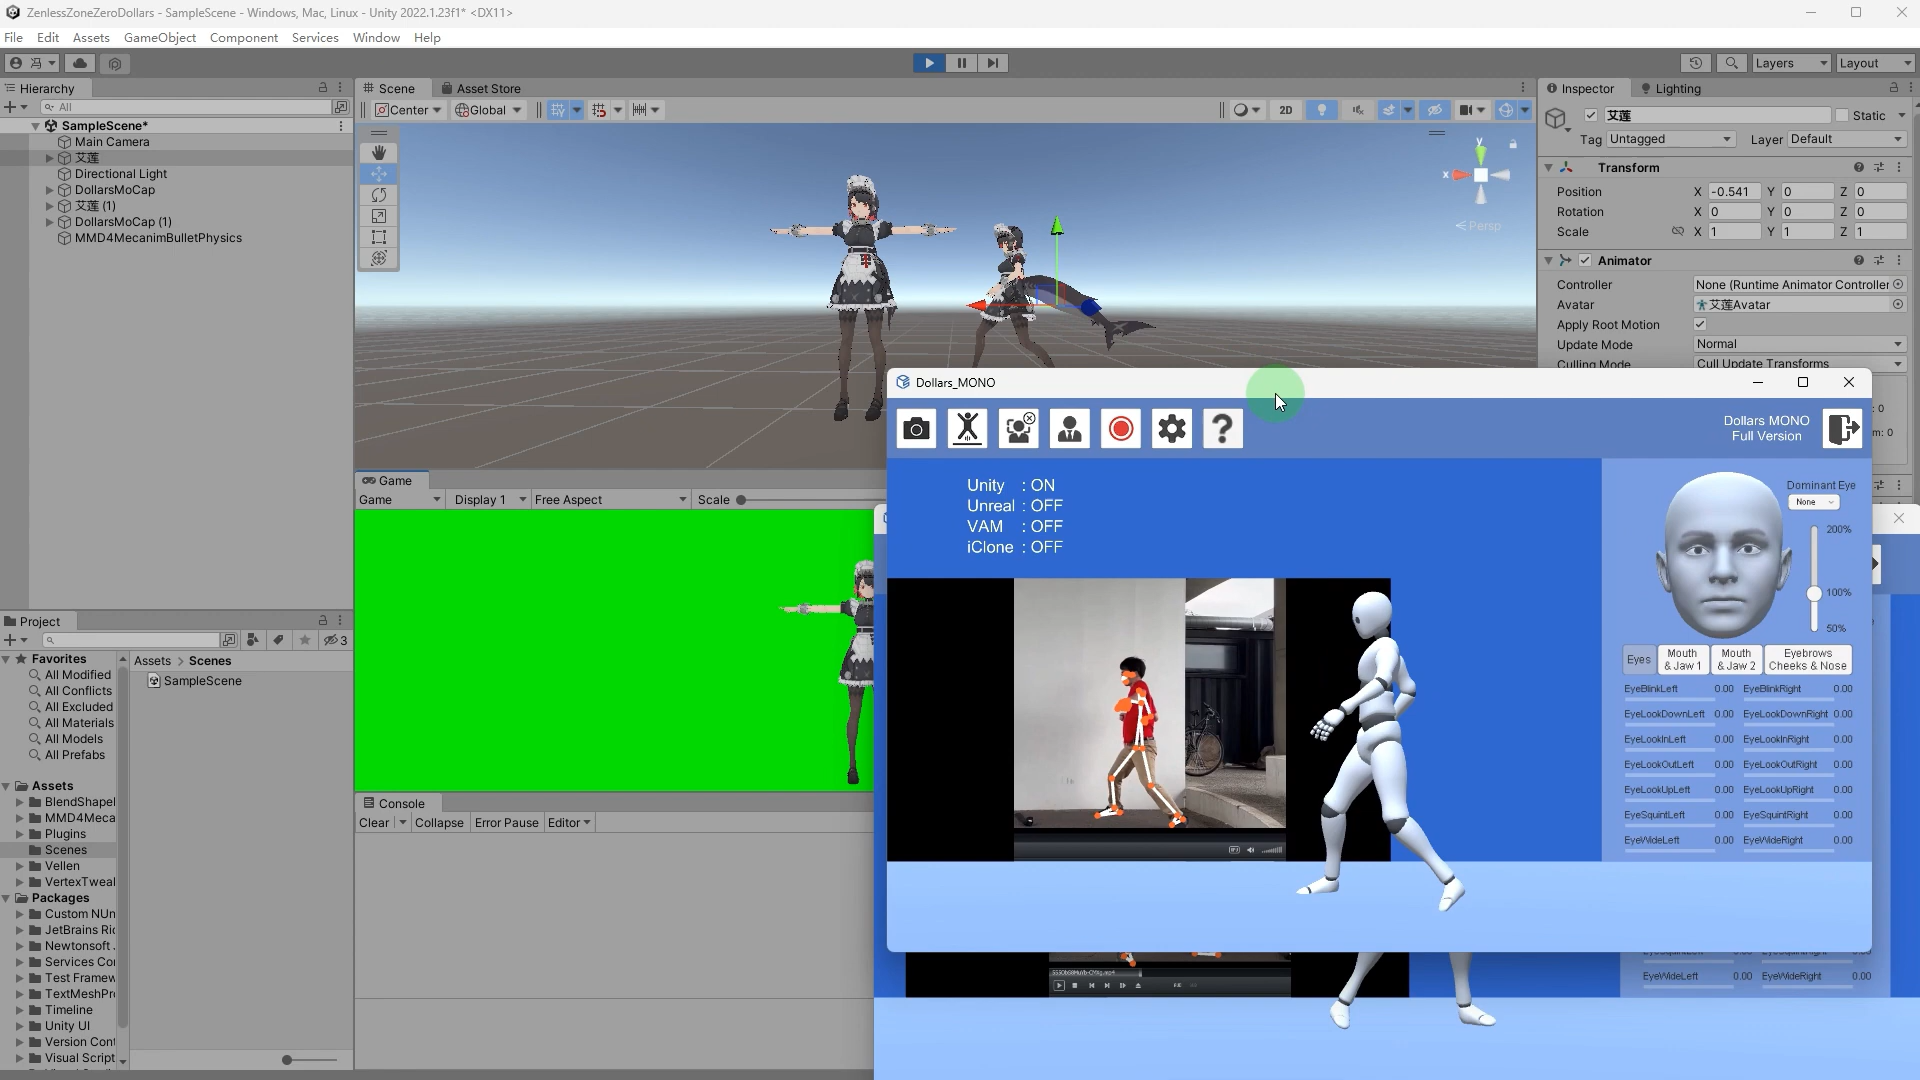 ZenlessZoneZeroDollars - SampleScene - Windows, Mac, Linux - Unity 2022.1.23f1* <DX11>
File Edit Assets GameObject Component Services Window Help
Layers Layout
Hierarchy
All
SampleScene*
Main Camera
艾莲
Directional Light
DollarsMoCap
艾莲 (1)
DollarsMoCap (1)
MMD4MecanimBulletPhysics
Scene Asset Store
Center Global 2D
y
x
Persp
Inspector Lighting
艾莲 Static
Tag Untagged Layer Default
Transform
Position X -0.541 Y 0 Z 0
Rotation X 0 Y 0 Z 0
Scale X 1 Y 1 Z 1
Animator
Controller None (Runtime Animator Controller
Avatar 艾莲Avatar
Apply Root Motion
Update Mode Normal
Culling Mode Cull Update Transforms
: 0
m: 0
Game
Game Display 1 Free Aspect Scale
Console
Clear Collapse Error Pause Editor
Project
3
Favorites
All Modified
All Conflicts
All Excluded
All Materials
All Models
All Prefabs
Assets
BlendShapel
MMD4Meca
Plugins
Scenes
Vellen
VertexTweal
Packages
Custom NUn
JetBrains Ri
Newtonsoft .
Services Co
Test Framew
TextMeshPr
Timeline
Unity UI
Version Cont
Visual Script
Assets > Scenes
SampleScene
Dollars_MONO
Dollars MONO
Full Version
Unity : ON
Unreal : OFF
VAM : OFF
iClone : OFF
Dominant Eye
None
200%
100%
50%
Eyes
Mouth & Jaw 1
Mouth & Jaw 2
Eyebrows Cheeks & Nose
EyeBlinkLeft 0.00 EyeBlinkRight 0.00
EyeLookDownLeft 0.00 EyeLookDownRight 0.00
EyeLookInLeft 0.00 EyeLookInRight 0.00
EyeLookOutLeft 0.00 EyeLookOutRight 0.00
EyeLookUpLeft 0.00 EyeLookUpRight 0.00
EyeSquintLeft 0.00 EyeSquintRight 0.00
EyeWideLeft 0.00 EyeWideRight 0.00
EyeWideLeft 0.00 EyeWideRight 0.00